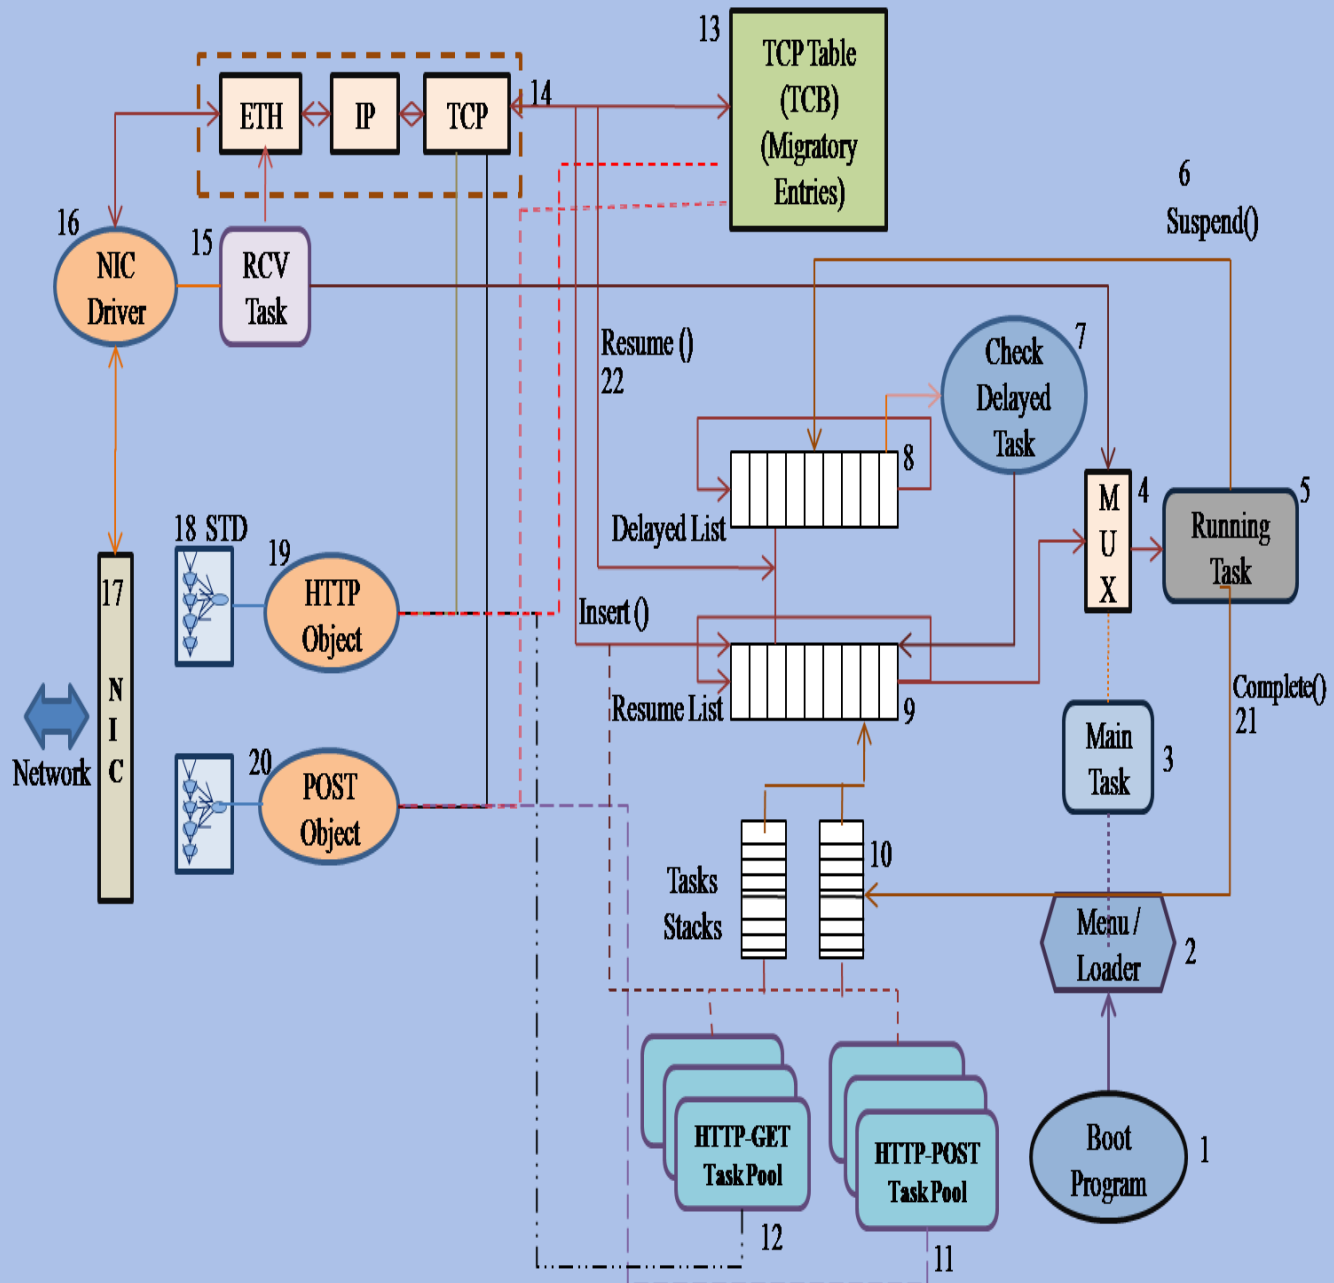 13
TCP Table
(TCB)
(Migratory
Entries)
14
ETH
IP
TCP
6
Suspend()
16
NIC
Driver
15
RCV
Task
Resume ()
22
7
Check
Delayed
Task
8
Delayed List
4
M
U
X
5
Running
Task
18 STD
19
HTTP
Object
17
N
I
C
Network
Insert ()
Resume List
9
Complete()
21
Main
Task
3
20
POST
Object
10
Tasks
Stacks
Menu /
Loader
2
HTTP-GET
Task Pool
12
HTTP-POST
Task Pool
11
Boot
Program
1